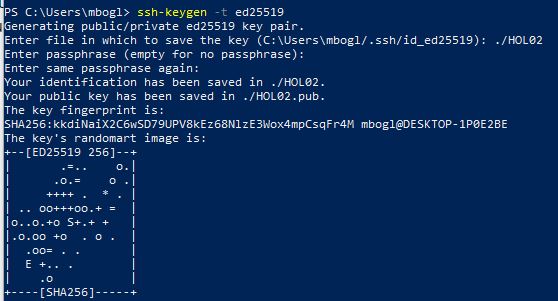 PS C:\Users\mbogl> ssh-keygen -t ed25519
Generating public/private ed25519 key pair.
Enter file in which to save the key (C:\Users\mbogl/.ssh/id_ed25519): ./HOL02
Enter passphrase (empty for no passphrase):
Enter same passphrase again:
Your identification has been saved in ./HOL02.
Your public key has been saved in ./HOL02.pub.
The key fingerprint is:
SHA256:kkdiNaiX2C6wSD79UPV8kEz68NlzE3Wox4mpCsqFr4M mbogl@DESKTOP-1P0E2BE
The key's randomart image is:
+--[ED25519 256]--+
|       .=..    o.|
|      .o.=    o .|
|     ++++ .  * . |
| .. oo+++oo.+ =  |
|o..o.+o S+.+ +   |
|.o.oo +o  . o .  |
|  .oo= . .       |
|  E +.. .        |
|    .o           |
+----[SHA256]-----+